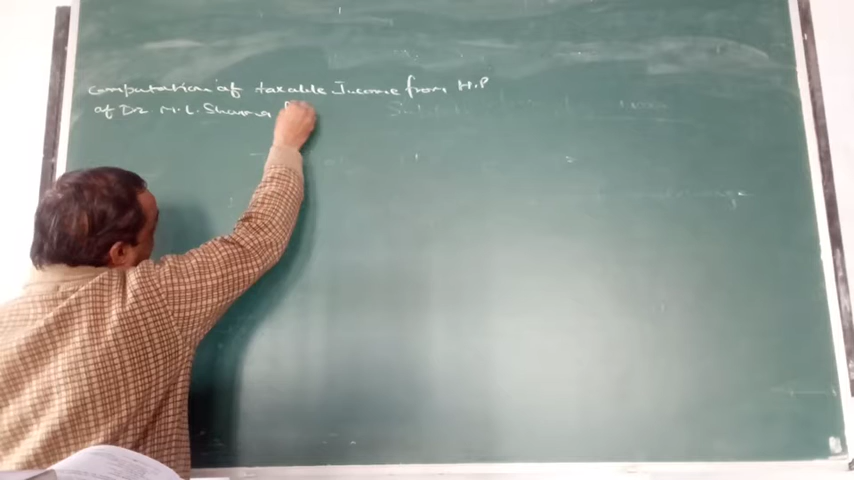 Computation of taxable Income from H.P
of Dr M.L. Sharma